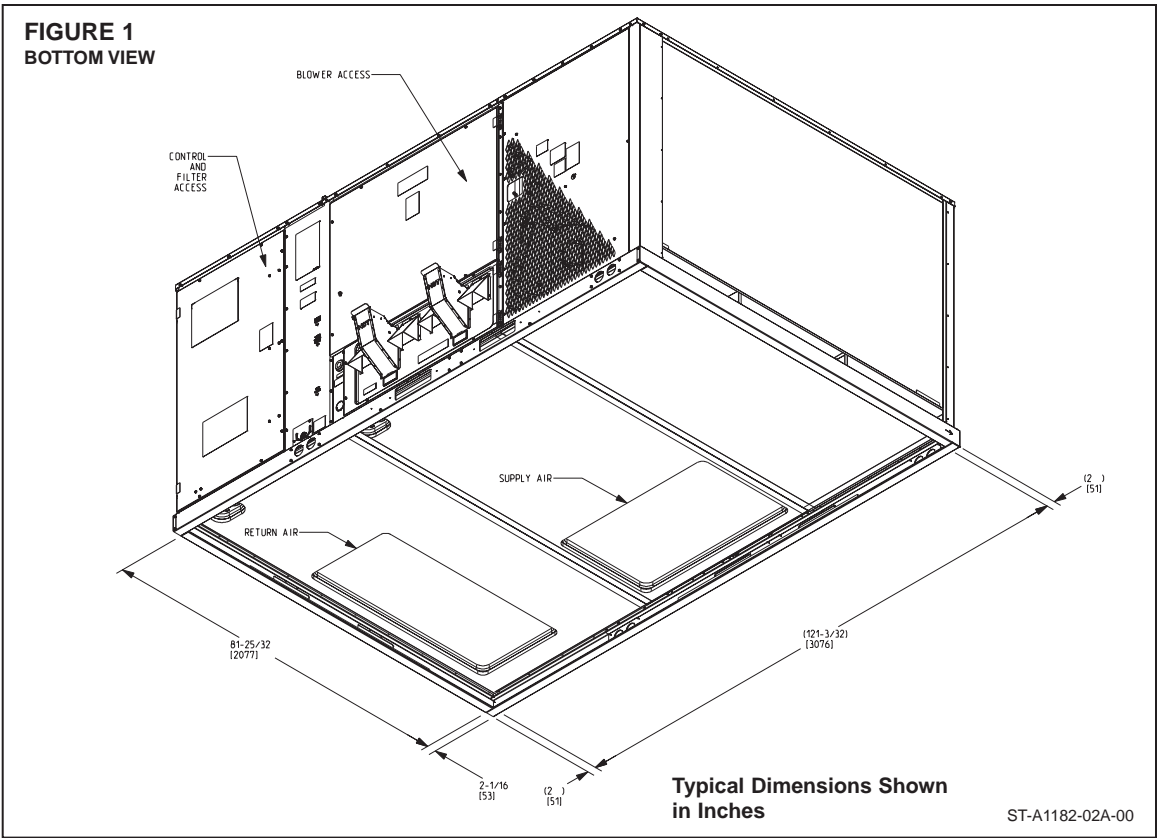 FIGURE 1
BOTTOM VIEW
BLOWER ACCESS
CONTROL
AND
FILTER
ACCESS
SUPPLY AIR
RETURN AIR
(2 )
[51]
(121-3/32)
[3076]
81-25/32
[2077]
2-1/16
[53]
(2 )
[51]
Typical Dimensions Shown
in Inches
ST-A1182-02A-00